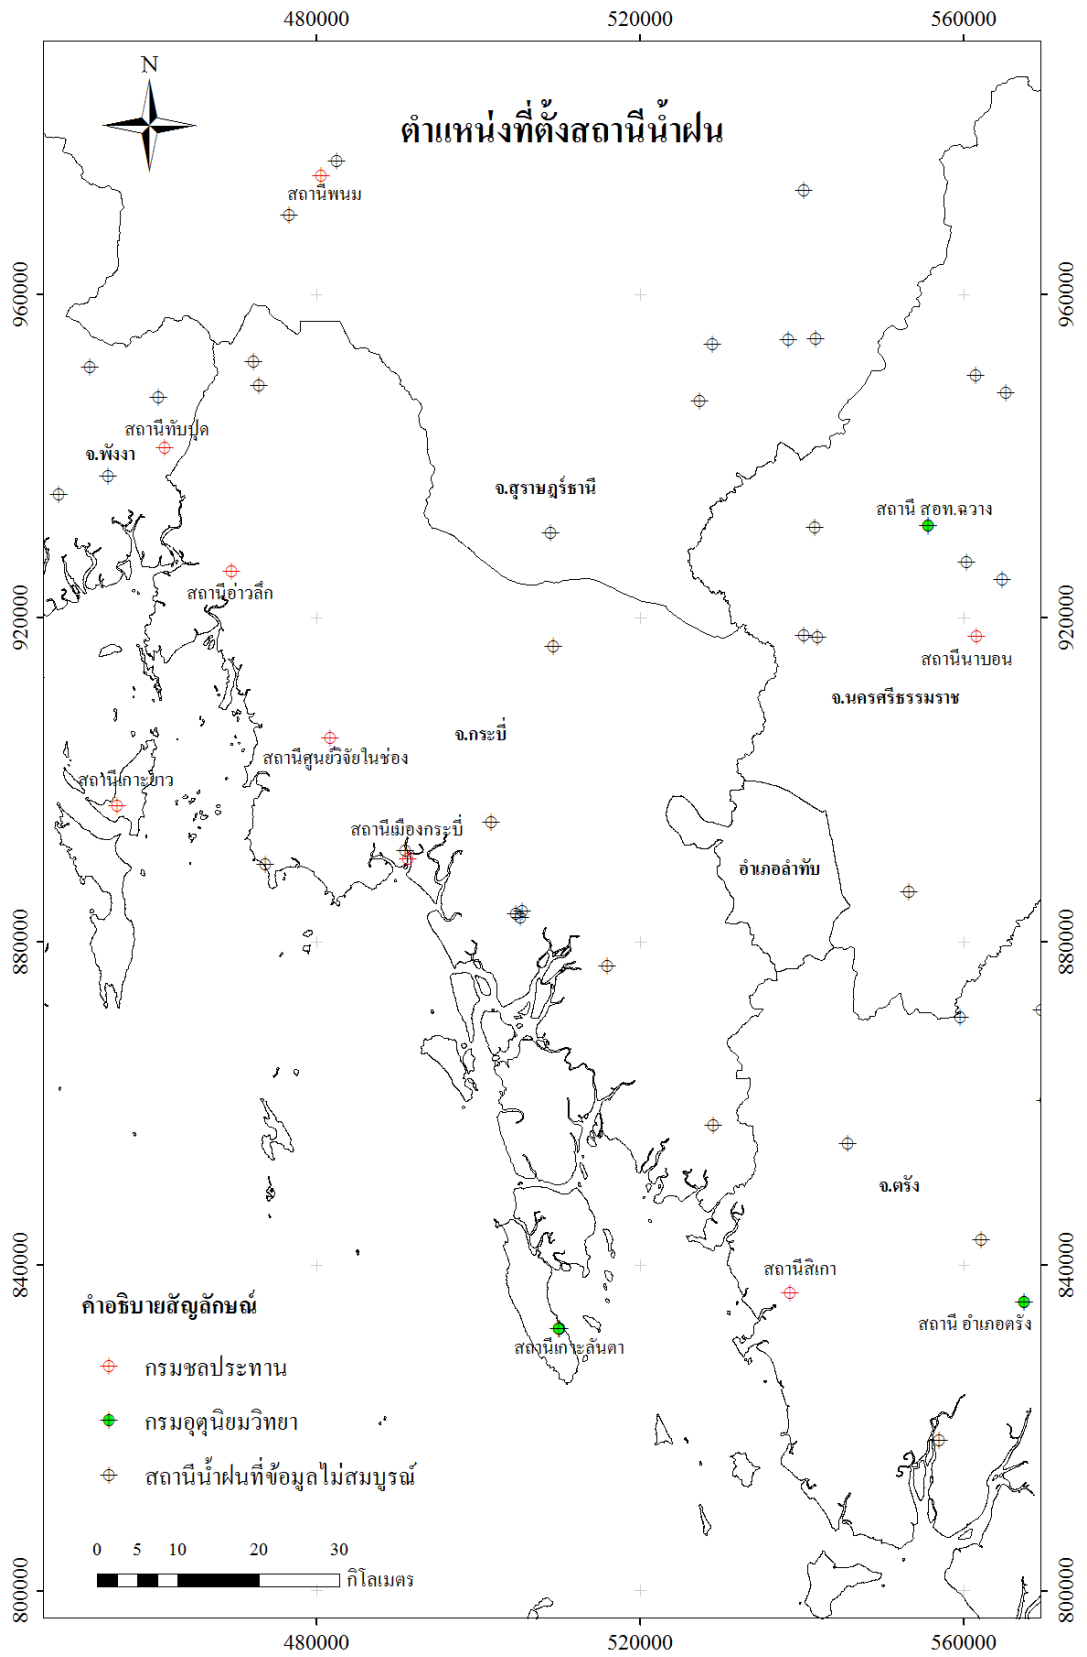 480000 520000 560000
N
ตำแหน่งที่ตั้งสถานีน้ำฝน
สถานีพนม
960000 960000
สถานีทับปุด
จ.พังงา
จ.สุราษฎร์ธานี
สถานี สอท.ฉวาง
สถานีอ่าวลึก
920000 920000
สถานีนาบอน
จ.นครศรีธรรมราช
จ.กระบี่
สถานีศูนย์วิจัยในช่อง
สถานีเกาะยาว
สถานีเมืองกระบี่
อำเภอลำทับ
880000 880000
จ.ตรัง
840000 840000
สถานีสิเกา
สถานี อำเภอตรัง
สถานีเกาะลันตา
คำอธิบายสัญลักษณ์
กรมชลประทาน
กรมอุตุนิยมวิทยา
สถานีน้ำฝนที่ข้อมูลไม่สมบูรณ์
0 5 10 20 30
กิโลเมตร
800000 800000
480000 520000 560000